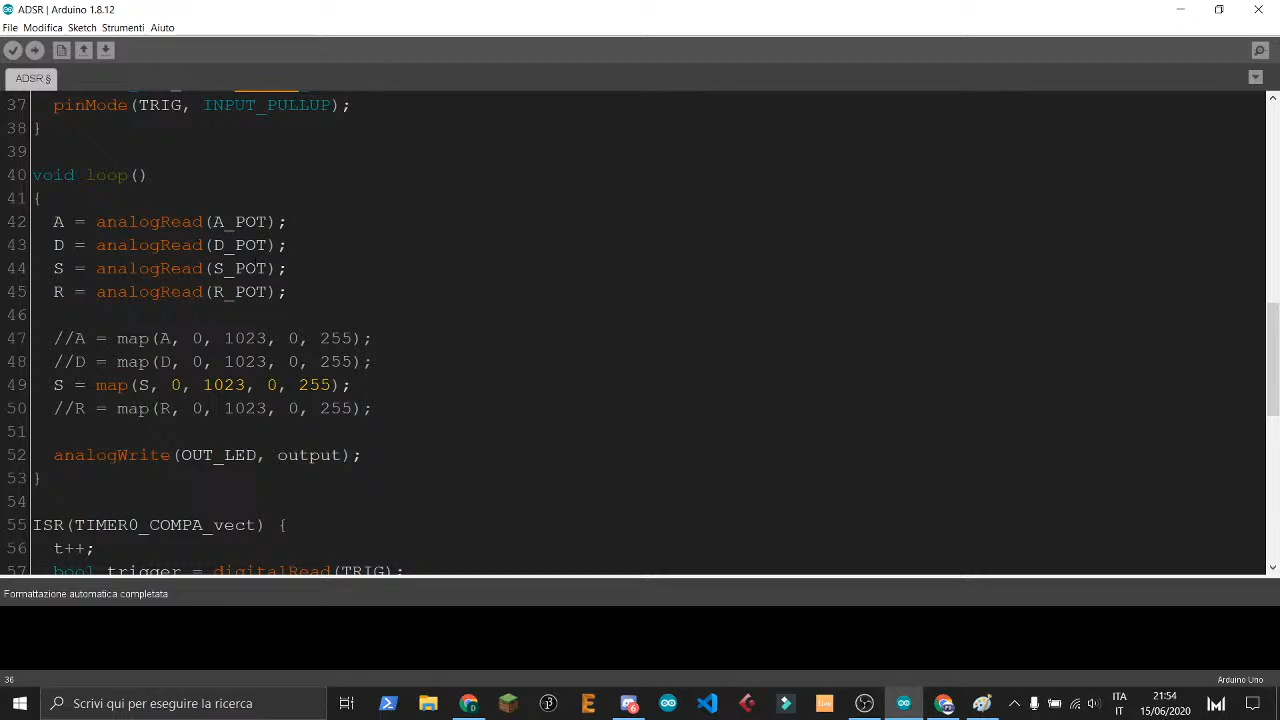 ADSR | Arduino 1.8.12
File Modifica Sketch Strumenti Aiuto
ADSR §
37 pinMode(TRIG, INPUT_PULLUP);
38 }
39
40 void loop()
41 {
42 A = analogRead(A_POT);
43 D = analogRead(D_POT);
44 S = analogRead(S_POT);
45 R = analogRead(R_POT);
46
47 //A = map(A, 0, 1023, 0, 255);
48 //D = map(D, 0, 1023, 0, 255);
49 S = map(S, 0, 1023, 0, 255);
50 //R = map(R, 0, 1023, 0, 255);
51
52 analogWrite(OUT_LED, output);
53 }
54
55 ISR(TIMER0_COMPA_vect) {
56 t++;
57 bool trigger = digitalRead(TRIG);
Formattazione automatica completata
36 Arduino Uno
Scrivi qui per eseguire la ricerca
ITA 21:54
IT 15/06/2020